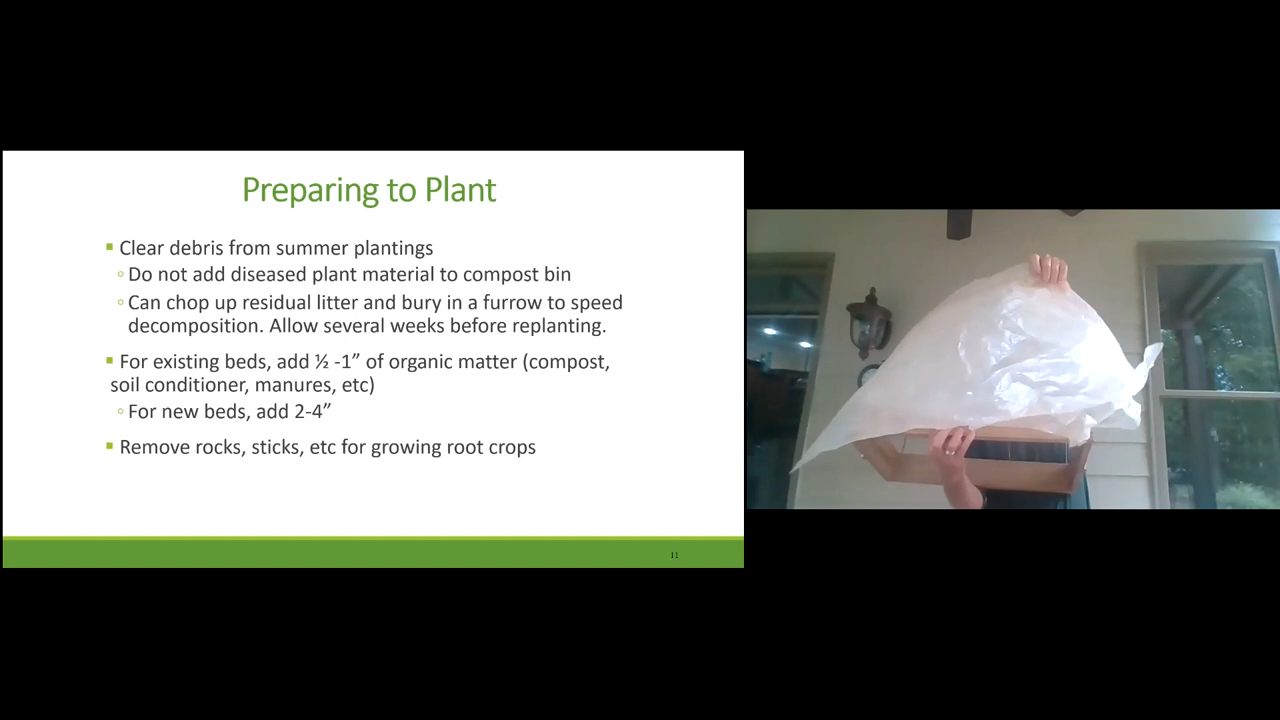 Preparing to Plant
▪ Clear debris from summer plantings
◦ Do not add diseased plant material to compost bin
◦ Can chop up residual litter and bury in a furrow to speed
decomposition. Allow several weeks before replanting.
▪ For existing beds, add ½ -1” of organic matter (compost,
soil conditioner, manures, etc)
◦ For new beds, add 2-4”
▪ Remove rocks, sticks, etc for growing root crops
11